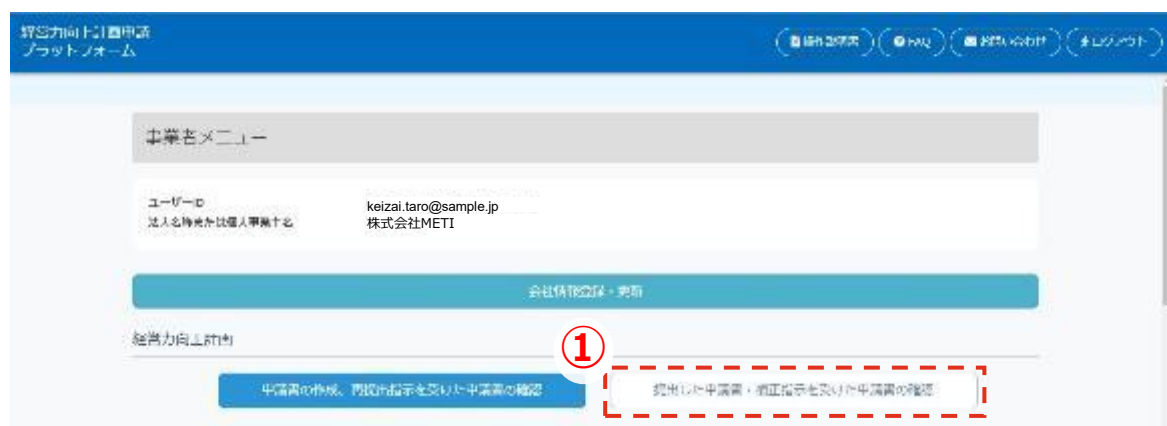 経営力向上計画申請
プラットフォーム
操作説明書
FAQ
お問い合わせ
ログアウト
事業者メニュー
ユーザーID
keizai.taro@sample.jp
法人名称または個人事業主名
株式会社METI
会社情報登録・更新
経営力向上計画
①
申請書の作成、再提出指示を受けた申請書の確認
提出した申請書・補正指示を受けた申請書の確認